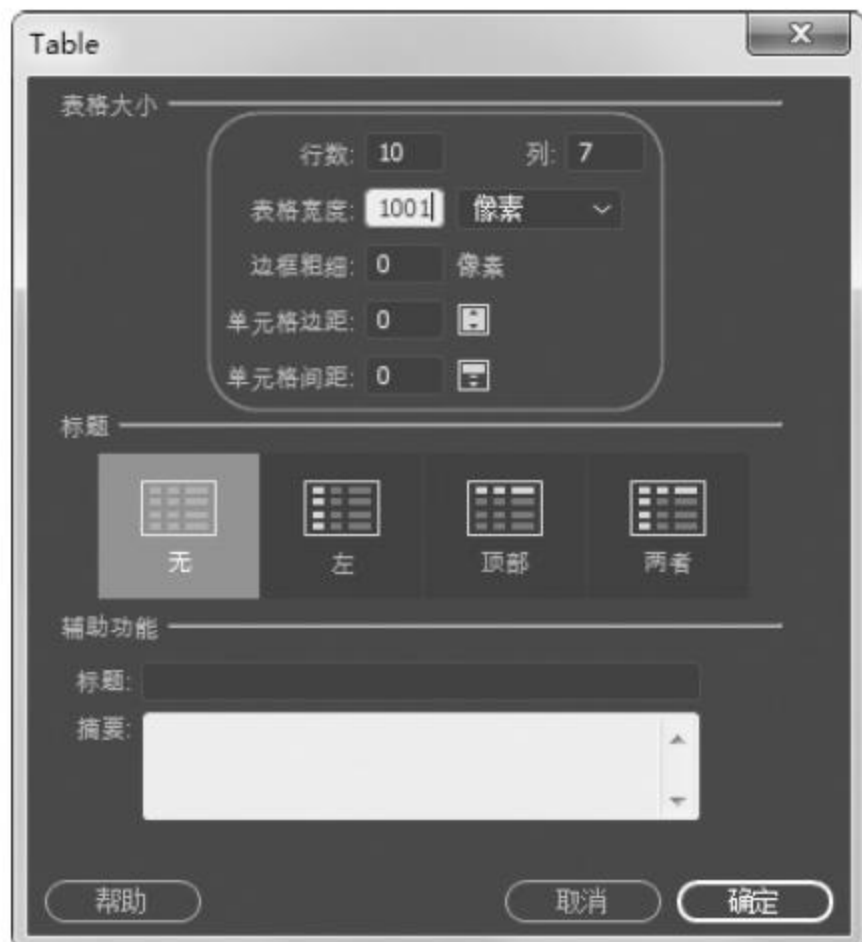 Table
表格大小
行数: 10 列: 7
表格宽度: 1001 像素
边框粗细: 0 像素
单元格边距: 0
单元格间距: 0
标题
无 左 顶部 两者
辅助功能
标题:
摘要:
帮助 取消 确定